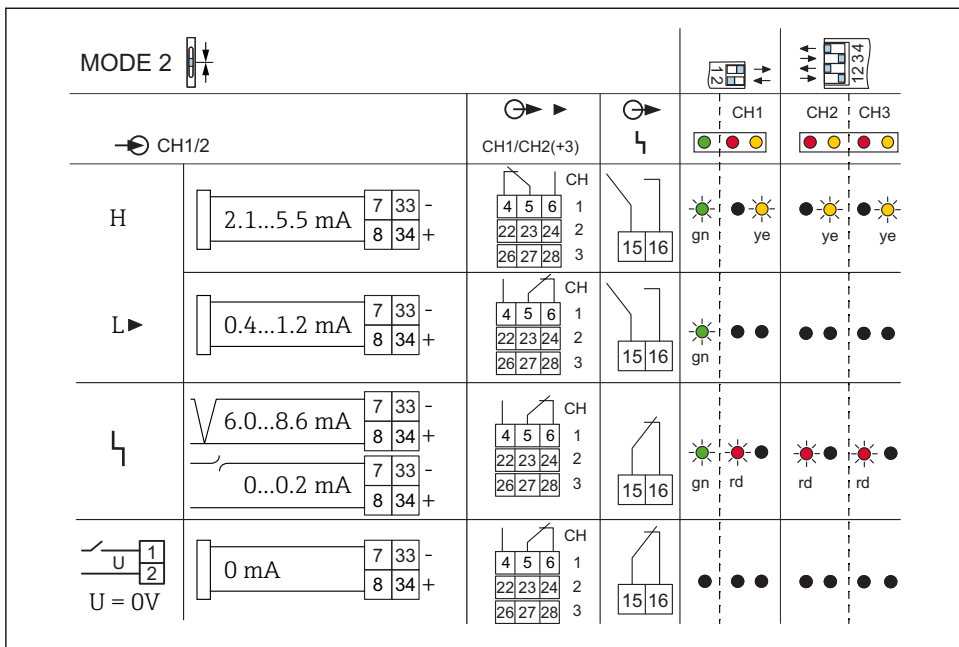 MODE 2
1 2
1 2 3 4
CH1/2
CH1/CH2(+3)
CH1
CH2
CH3
H
2.1...5.5 mA
7 33 -
8 34 +
CH
4 5 6 1
22 23 24 2
26 27 28 3
15 16
gn
ye
ye
ye
L
0.4...1.2 mA
7 33 -
8 34 +
CH
4 5 6 1
22 23 24 2
26 27 28 3
15 16
gn
6.0...8.6 mA
7 33 -
8 34 +
0...0.2 mA
7 33 -
8 34 +
CH
4 5 6 1
22 23 24 2
26 27 28 3
15 16
gn
rd
rd
rd
U
1
2
U = 0V
0 mA
7 33 -
8 34 +
CH
4 5 6 1
22 23 24 2
26 27 28 3
15 16